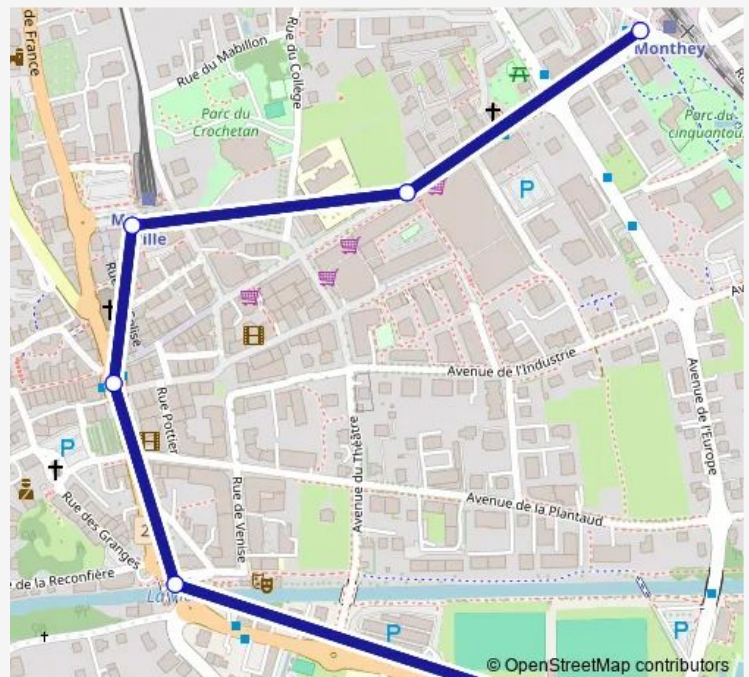 de France
Rue du Mabillon
Rue du Collège
Monthey
Parc du
Crochetan
Parc du
P
ville
Avenue de l'Industrie
Rue Pottier
Avenue du Théâtre
Avenue de l'Europe
P
Rue de Venise
Avenue de la Plantaud
Rue des Granges
2
de la Reconfière
P
P
© OpenStreetMap contributors